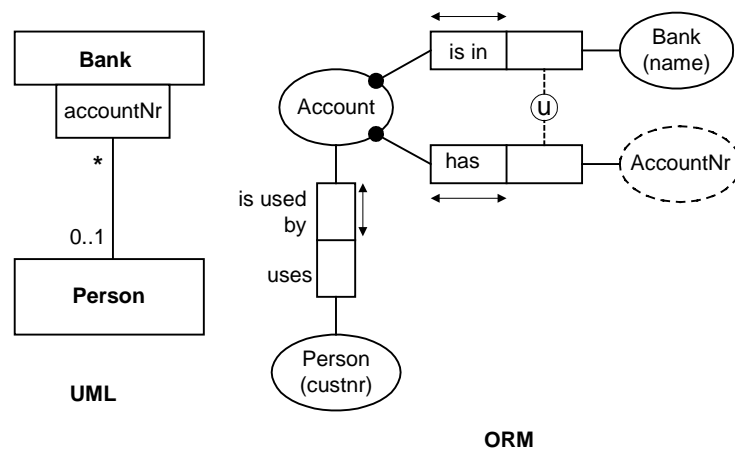 Bank
accountNr
*
0..1
Person
UML
Account
is in
Bank
(name)
u
has
AccountNr
is used
by
uses
Person
(custnr)
ORM